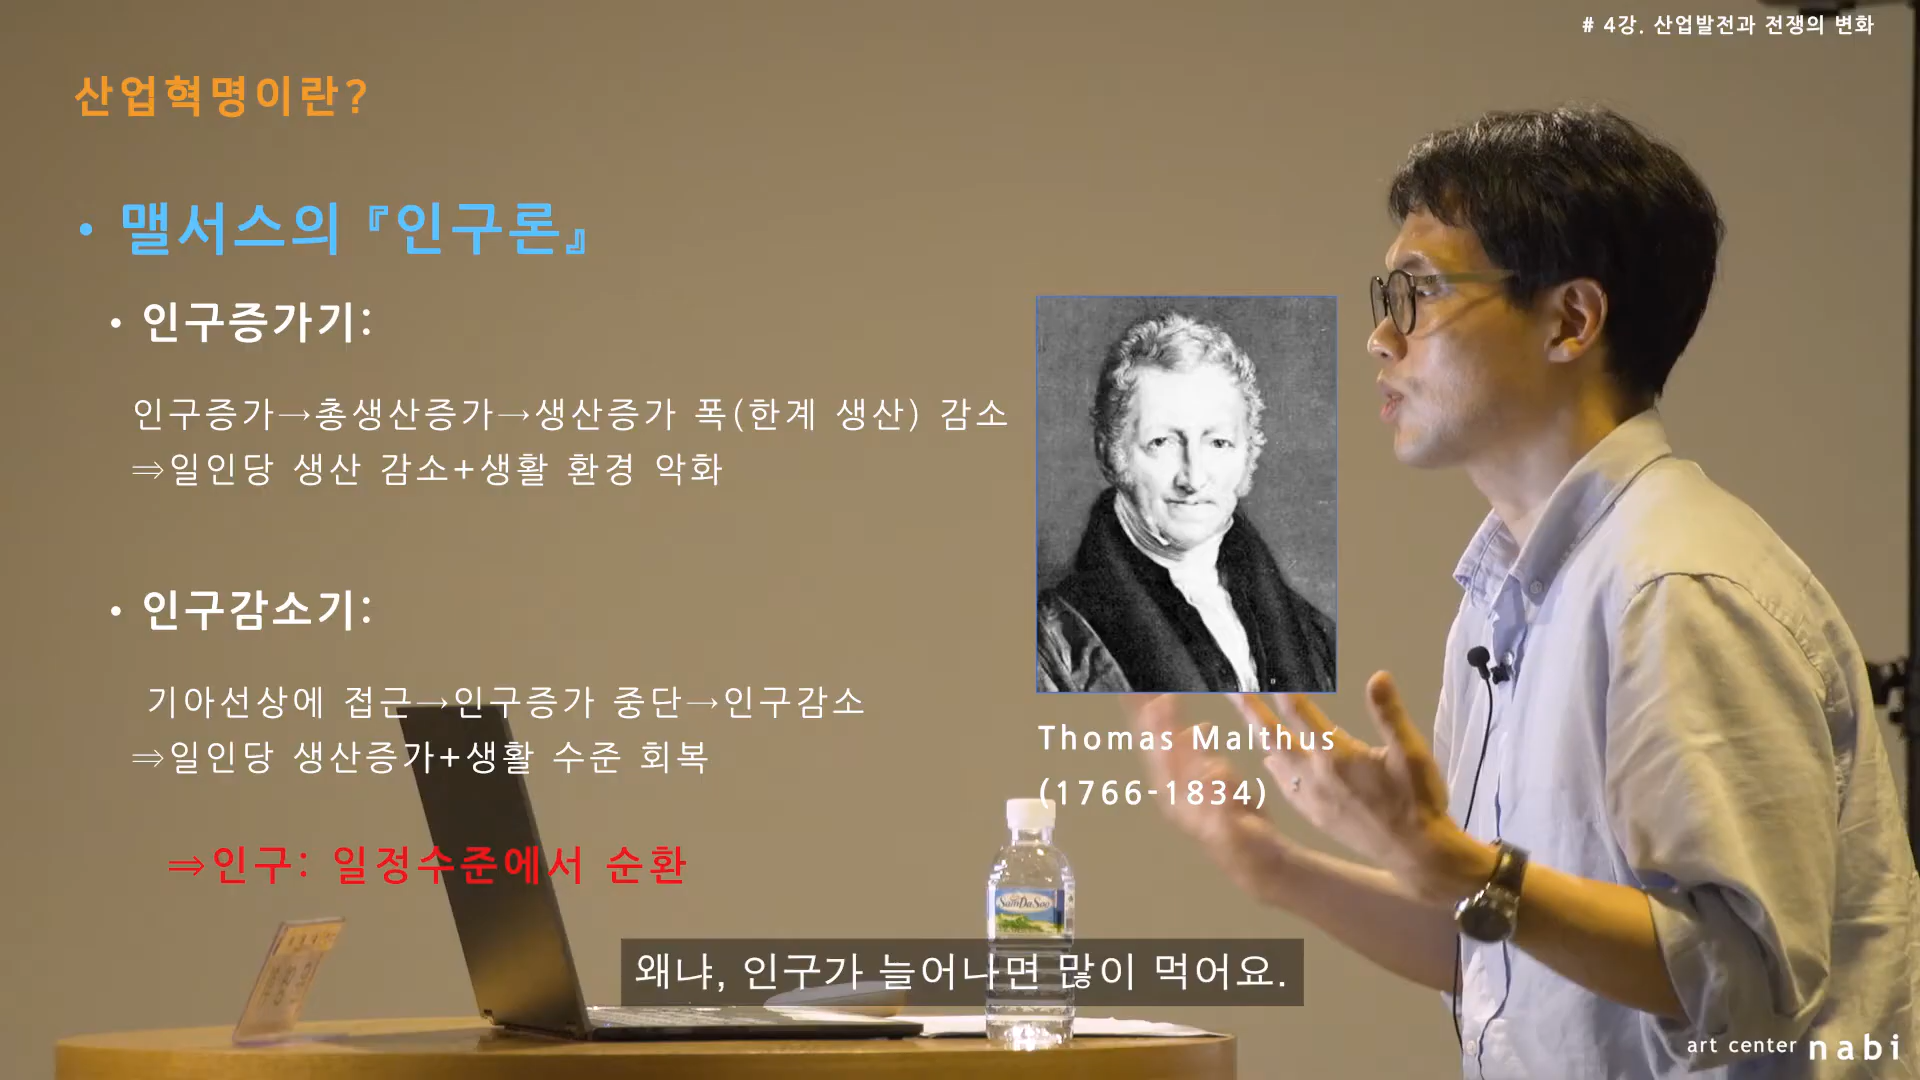 # 4강. 산업발전과 전쟁의 변화
산업혁명이란?
• 맬서스의 『인구론』
• 인구증가기:
인구증가→총생산증가→생산증가 폭(한계 생산) 감소
⇒일인당 생산 감소+생활 환경 악화
• 인구감소기:
기아선상에 접근→인구증가 중단→인구감소
⇒일인당 생산증가+생활 수준 회복
⇒인구: 일정수준에서 순환
Thomas Malthus
(1766-1834)
SamDaSoo
왜냐, 인구가 늘어나면 많이 먹어요.
art center nabi